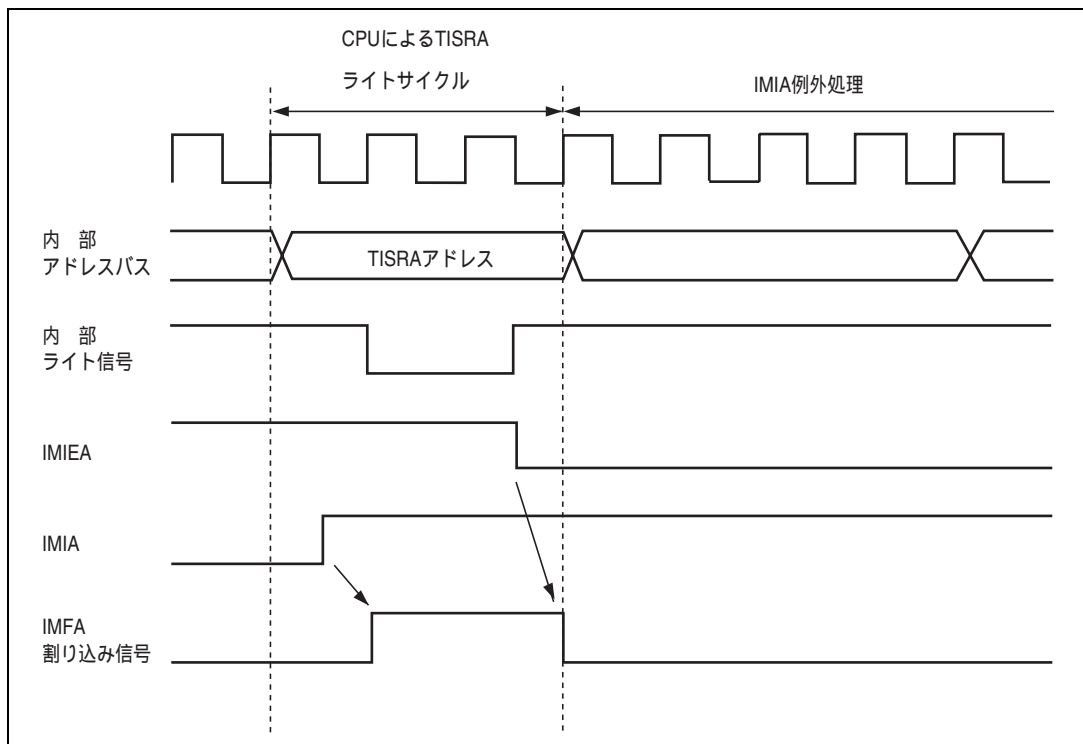 CPUによるTISRA
ライトサイクル
IMIA例外処理
内　部
アドレスバス
TISRAアドレス
内　部
ライト信号
IMIEA
IMIA
IMFA
割り込み信号